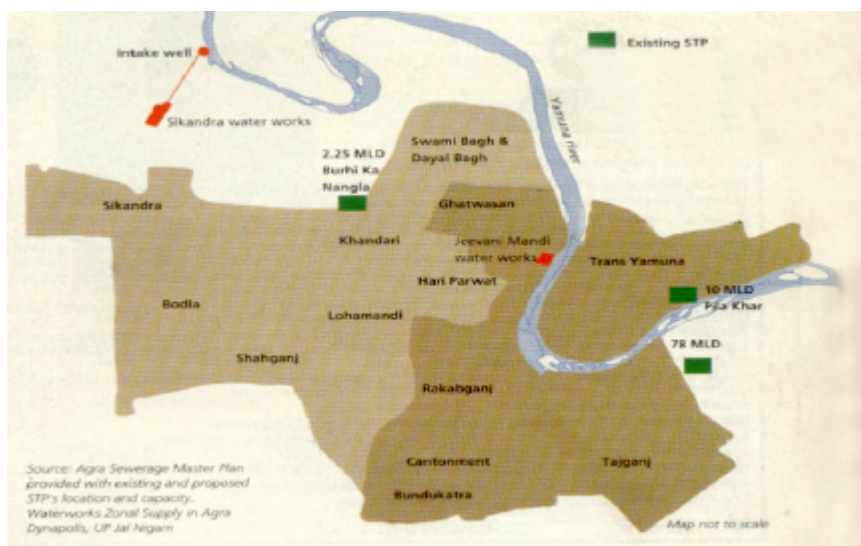 Intake well
Existing STP
Sikandra water works
Yamuna river
Swami Bagh &
Dayal Bagh
2.25 MLD
Burhi Ka
Nangla
Sikandra
Ghatwasan
Khandari
Jeevani Mandi
water works
Trans Yamuna
Hari Parwat
10 MLD
Pila Khar
Bodla
Lohamandi
78 MLD
Shahganj
Rakabganj
Cantonment
Tajganj
Bundukatra
Source: Agra Sewerage Master Plan
provided with existing and proposed
STP's location and capacity.
Waterworks Zonal Supply in Agra
Dynapolis, UP Jal Nigam
Map not to scale